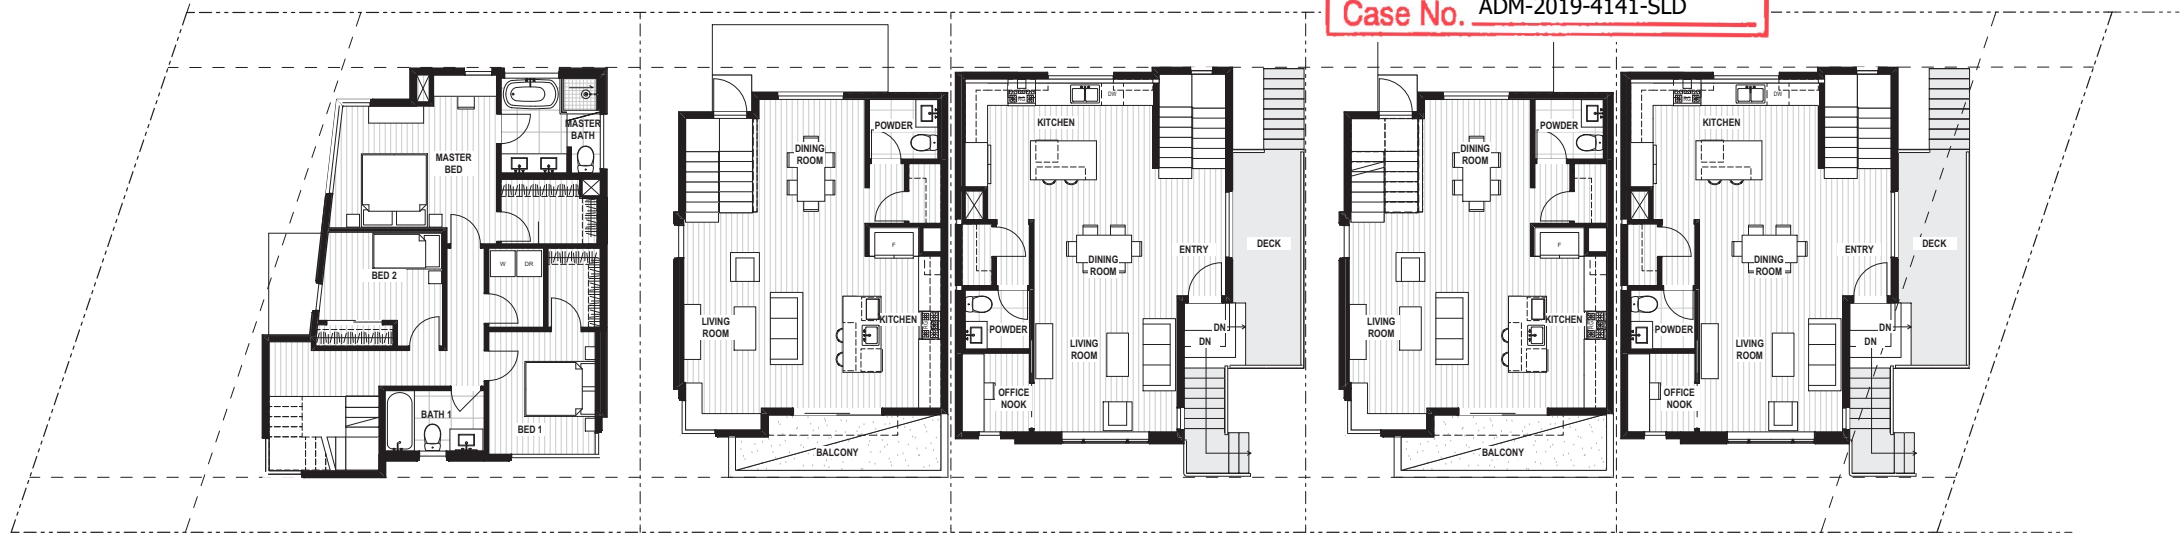 Case No. ADM-2019-4141-SLD
MASTER
BATH
MASTER
BED
BED 2
W
DR
BATH 1
BED 1
POWDER
DINING
ROOM
F
LIVING
ROOM
KITCHEN
BALCONY
KITCHEN
DW
ENTRY
DECK
DINING
ROOM
POWDER
LIVING
ROOM
DN
DN
OFFICE
NOOK
POWDER
DINING
ROOM
F
LIVING
ROOM
KITCHEN
BALCONY
KITCHEN
DW
ENTRY
DECK
DINING
ROOM
POWDER
LIVING
ROOM
DN
DN
OFFICE
NOOK